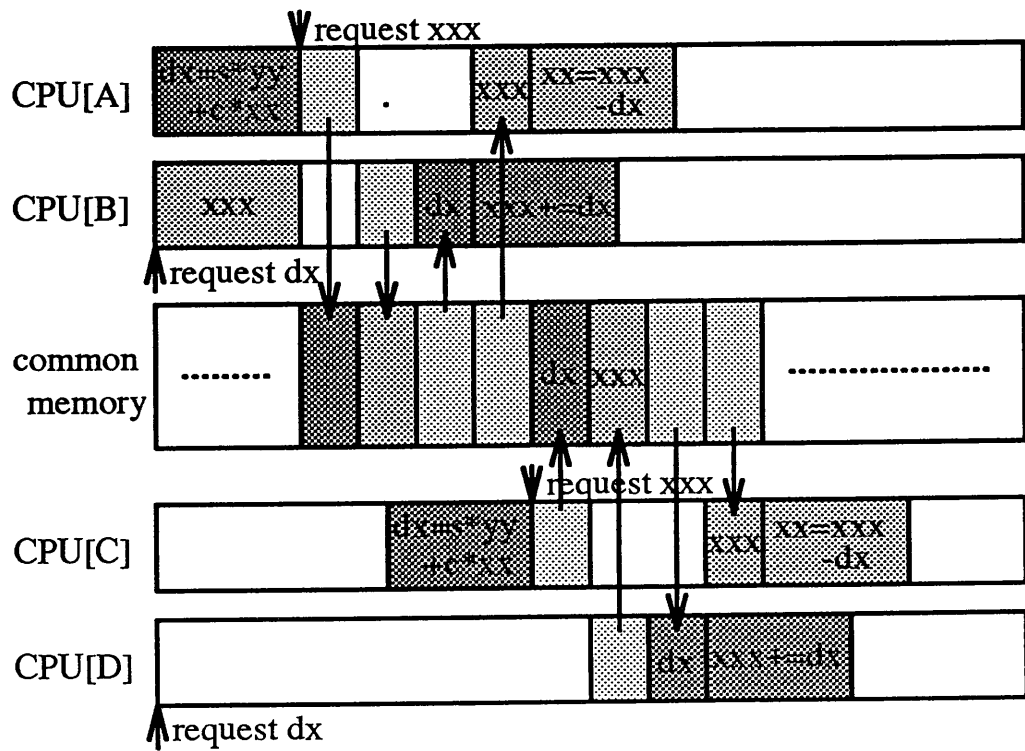 request xxx
CPU[A]
dx=s*yy
+c*xx
xxx
xx=xxx
-dx
CPU[B]
xxx
dx
xxx+=dx
request dx
common
memory
dx
xxx
request xxx
CPU[C]
dx=s*yy
+c*xx
xxx
xx=xxx
-dx
CPU[D]
dx
xxx+=dx
request dx